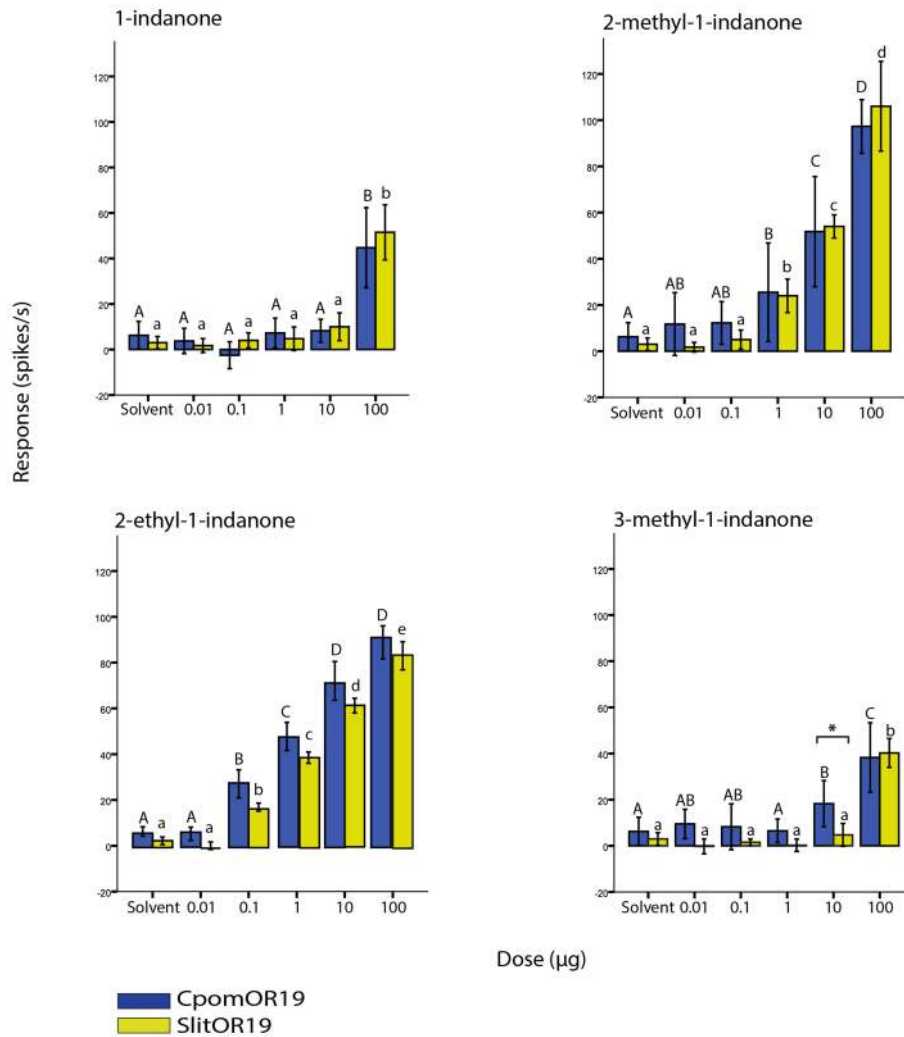 1-indanone
120
100
80
60
40
20
0
-20
A a A a A a A a A a B b
Solvent 0.01 0.1 1 10 100
2-methyl-1-indanone
120
100
80
60
40
20
0
-20
A a AB a AB a B b C c D d
Solvent 0.01 0.1 1 10 100
Response (spikes/s)
2-ethyl-1-indanone
120
100
80
60
40
20
0
-20
A a A a B b C c D d D e
Solvent 0.01 0.1 1 10 100
3-methyl-1-indanone
120
100
80
60
40
20
0
-20
A a AB a AB a A a * B a C b
Solvent 0.01 0.1 1 10 100
Dose (µg)
CpomOR19
SlitOR19